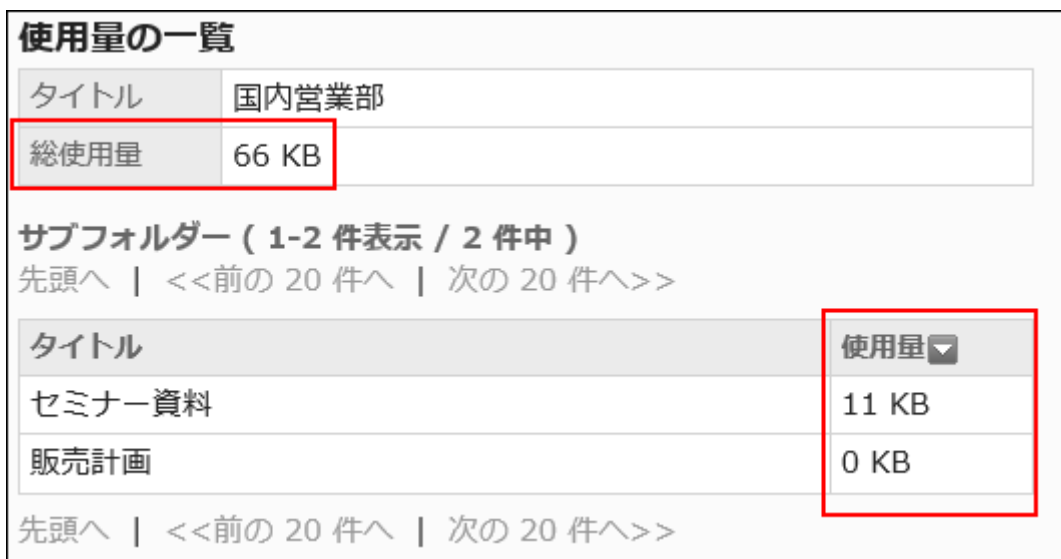 使用量の一覧
タイトル 国内営業部
総使用量 66 KB
サブフォルダー ( 1-2 件表示 / 2 件中 )
先頭へ | <<前の 20 件へ | 次の 20 件へ>>
タイトル 使用量
セミナー資料 11 KB
販売計画 0 KB
先頭へ | <<前の 20 件へ | 次の 20 件へ>>